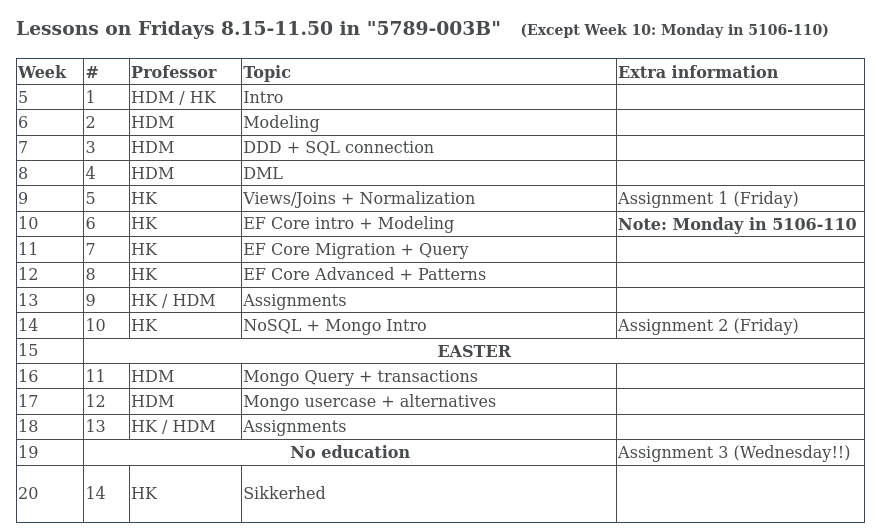 Lessons on Fridays 8.15-11.50 in "5789-003B" (Except Week 10: Monday in 5106-110)
Week # Professor Topic Extra information
5 1 HDM / HK Intro
6 2 HDM Modeling
7 3 HDM DDD + SQL connection
8 4 HDM DML
9 5 HK Views/Joins + Normalization Assignment 1 (Friday)
10 6 HK EF Core intro + Modeling Note: Monday in 5106-110
11 7 HK EF Core Migration + Query
12 8 HK EF Core Advanced + Patterns
13 9 HK / HDM Assignments
14 10 HK NoSQL + Mongo Intro Assignment 2 (Friday)
15 EASTER
16 11 HDM Mongo Query + transactions
17 12 HDM Mongo usercase + alternatives
18 13 HK / HDM Assignments
19 No education Assignment 3 (Wednesday!!)
20 14 HK Sikkerhed